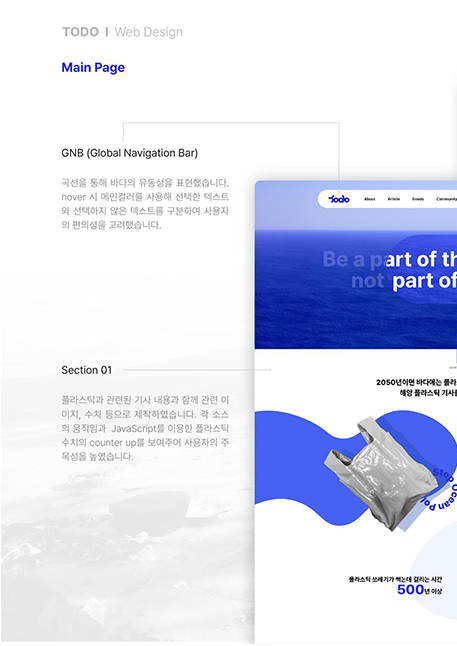 TODO I Web Design
Main Page
GNB (Global Navigation Bar)
곡선을 통해 바다의 유동성을 표현했습니다.
hover 시 메인컬러를 사용해 선택한 텍스트
와 선택하지 않은 텍스트를 구분하여 사용자
의 편의성을 고려했습니다.
Todo About Article Goods Community
Be a part of th
not part of
Section 01
플라스틱과 관련된 기사 내용과 함께 관련 이
미지, 수치 등으로 제작하였습니다. 각 소스
의 움직임과 JavaScript를 이용한 플라스틱
수치의 counter up를 보여주어 사용자의 주
목성을 높였습니다.
2050년이면 바다에는 플라
해양 플라스틱 기사를
Stop Ocean Pol
플라스틱 쓰레기가 썩는데 걸리는 시간
500년 이상